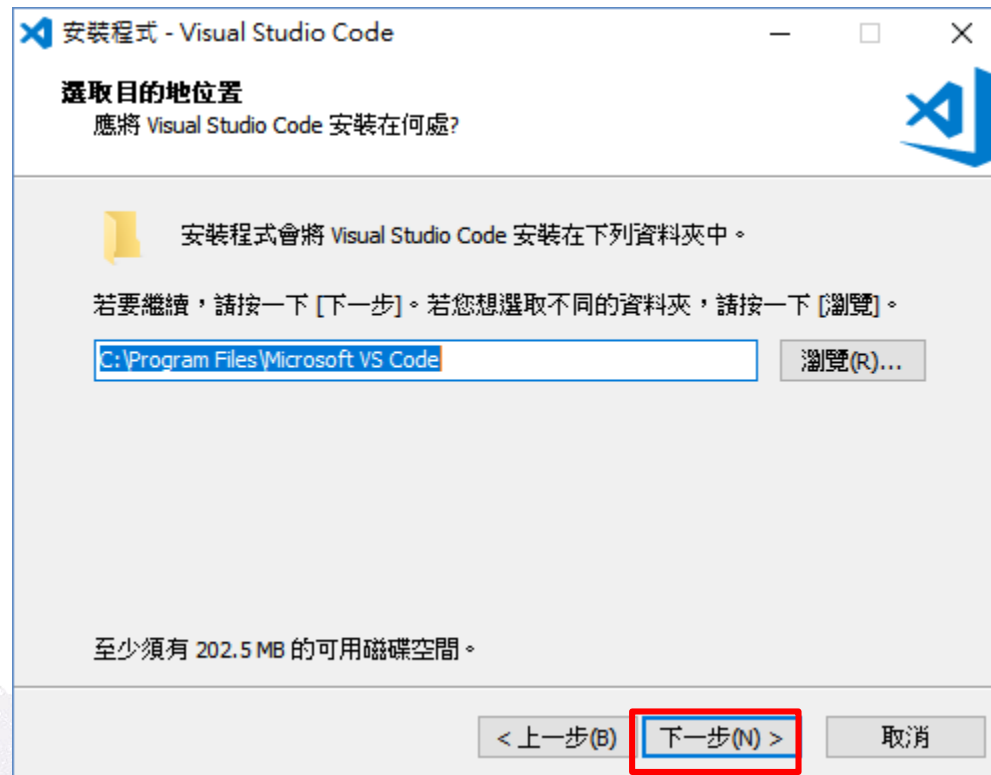 安裝程式 - Visual Studio Code
選取目的地位置
應將 Visual Studio Code 安裝在何處?
安裝程式會將 Visual Studio Code 安裝在下列資料夾中。
若要繼續，請按一下 [下一步]。若您想選取不同的資料夾，請按一下 [瀏覽]。
C:\Program Files\Microsoft VS Code
瀏覽(R)...
至少須有 202.5 MB 的可用磁碟空間。
< 上一步(B)
下一步(N) >
取消